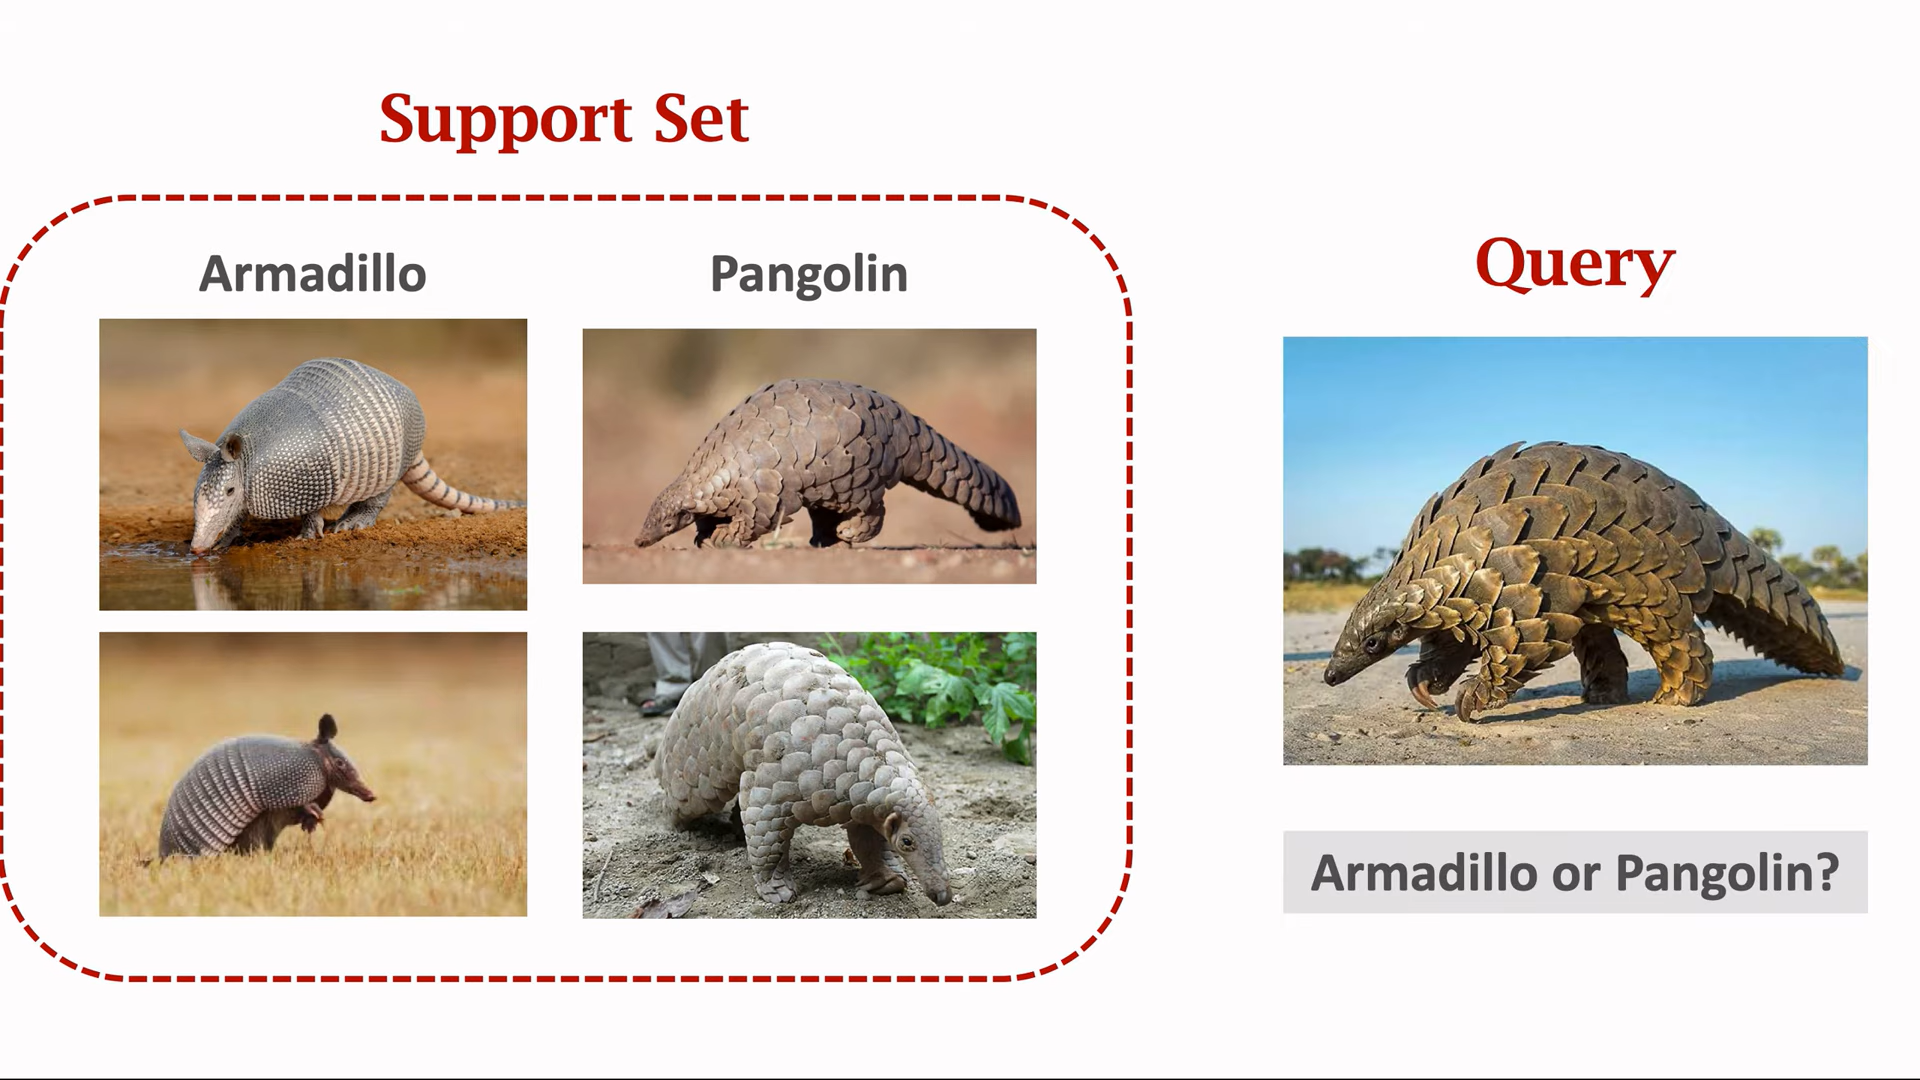 Support Set
Armadillo
Pangolin
Query
Armadillo or Pangolin?